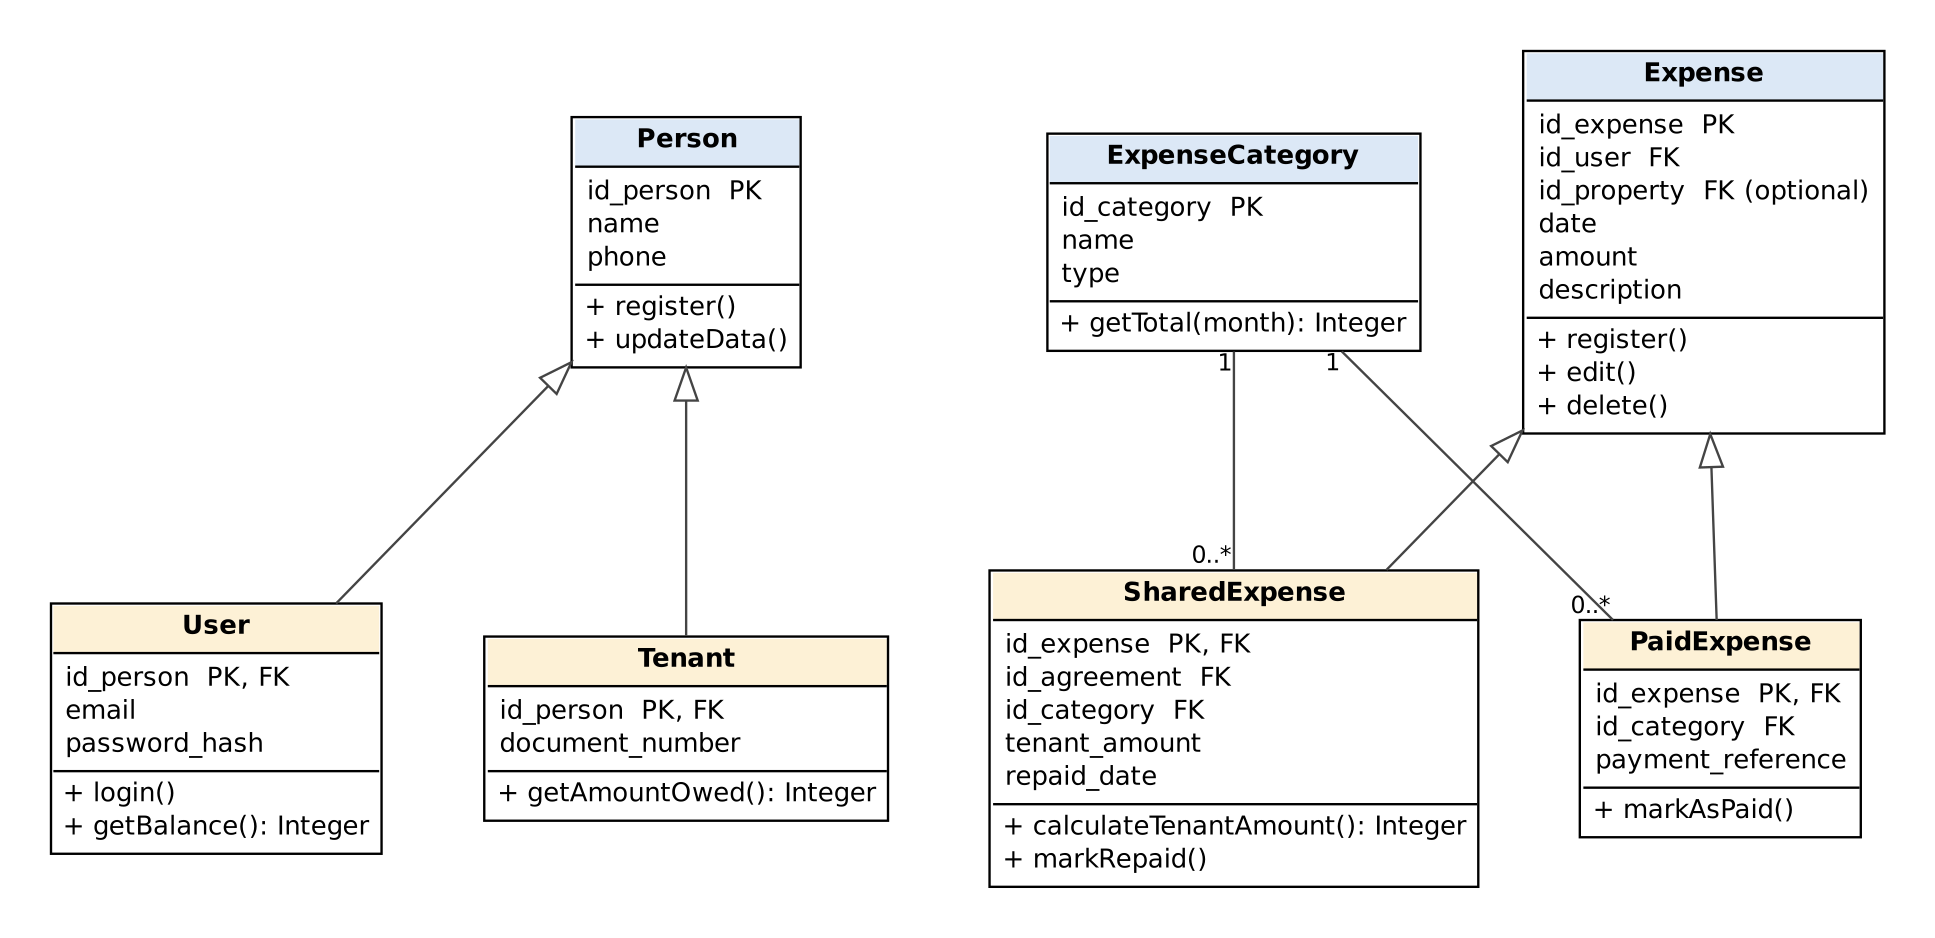 Person
id_person  PK
name
phone
+ register()
+ updateData()
ExpenseCategory
id_category  PK
name
type
+ getTotal(month): Integer
1
1
Expense
id_expense  PK
id_user  FK
id_property  FK (optional)
date
amount
description
+ register()
+ edit()
+ delete()
User
id_person  PK, FK
email
password_hash
+ login()
+ getBalance(): Integer
Tenant
id_person  PK, FK
document_number
+ getAmountOwed(): Integer
0..*
SharedExpense
id_expense  PK, FK
id_agreement  FK
id_category  FK
tenant_amount
repaid_date
+ calculateTenantAmount(): Integer
+ markRepaid()
0..*
PaidExpense
id_expense  PK, FK
id_category  FK
payment_reference
+ markAsPaid()